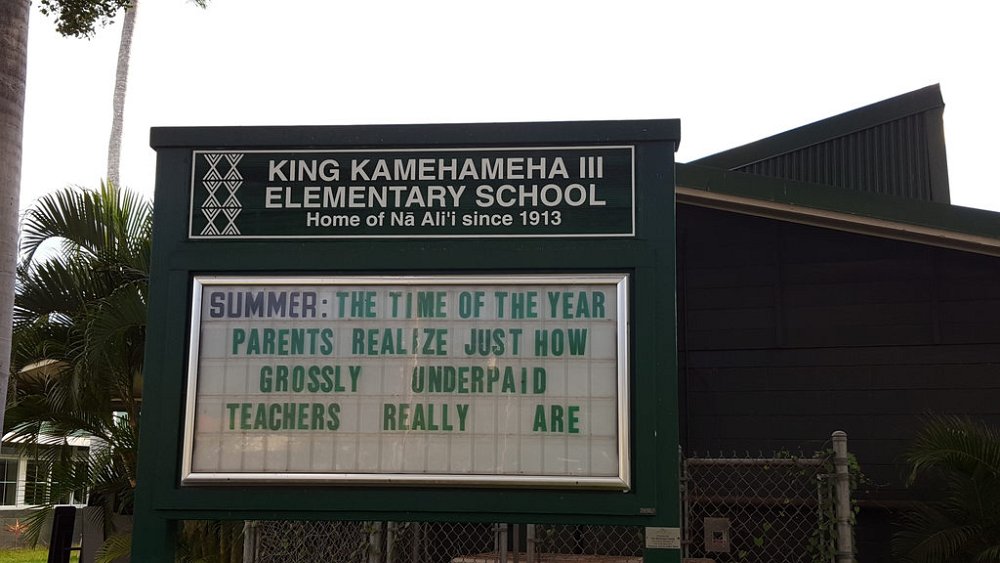 KING KAMEHAMEHA III
ELEMENTARY SCHOOL
Home of Nā Ali'i since 1913
SUMMER: THE TIME OF THE YEAR
PARENTS REALIZE JUST HOW
GROSSLY UNDERPAID
TEACHERS REALLY ARE